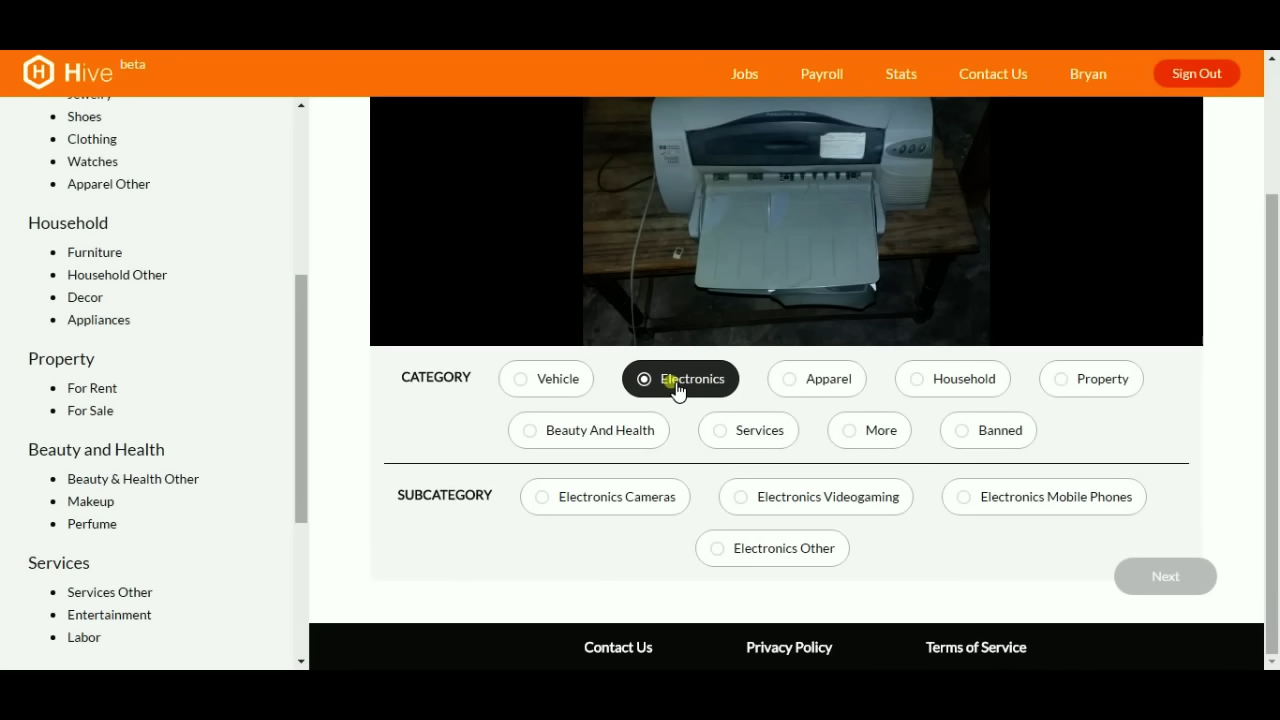 Hive beta
Jobs Payroll Stats Contact Us Bryan Sign Out
Jewelry
Shoes
Clothing
Watches
Apparel Other
Household
Furniture
Household Other
Decor
Appliances
Property
For Rent
For Sale
Beauty and Health
Beauty & Health Other
Makeup
Perfume
Services
Services Other
Entertainment
Labor
CATEGORY Vehicle Electronics Apparel Household Property
Beauty And Health Services More Banned
SUBCATEGORY Electronics Cameras Electronics Videogaming Electronics Mobile Phones
Electronics Other
Next
Contact Us Privacy Policy Terms of Service